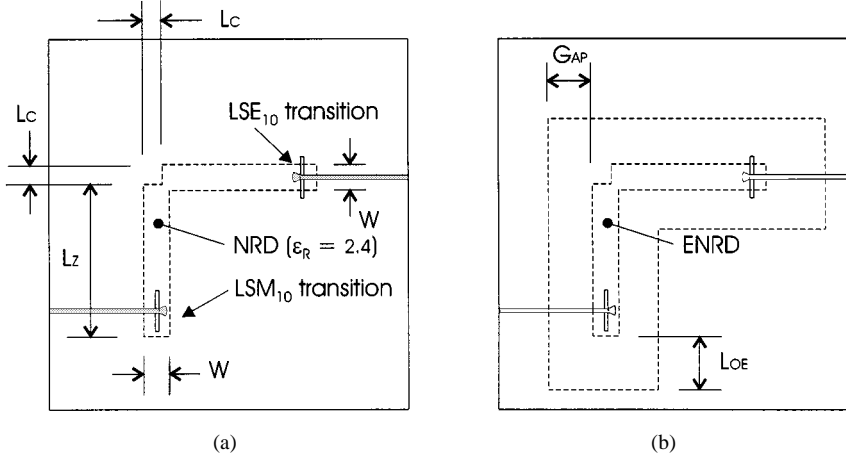 LC
LC
LSE10 transition
W
NRD (εR = 2.4)
LZ
LSM10 transition
W
(a)
GAP
ENRD
LOE
(b)